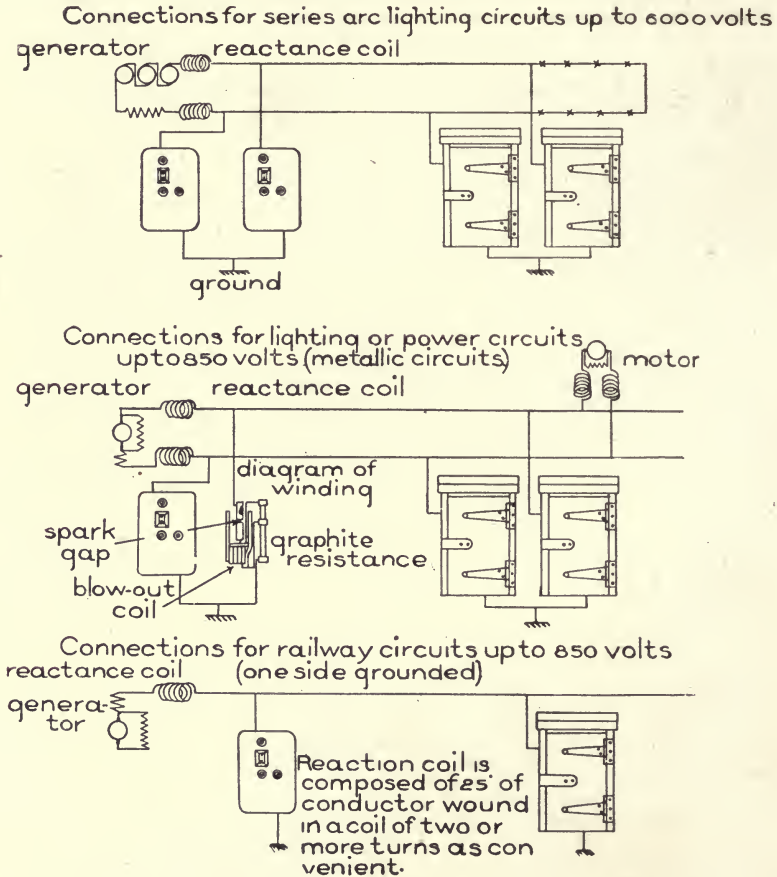 Connections for series arc lighting circuits up to 6000 volts
generator reactance coil
ground
Connections for lighting or power circuits
up to 850 volts (metallic circuits)
motor
generator reactance coil
diagram of
winding
spark
gap
graphite
resistance
blow-out
coil
Connections for railway circuits up to 850 volts
reactance coil (one side grounded)
genera-
tor
Reaction coil is
composed of 25' of
conductor wound
in a coil of two or
more turns as con
venient.